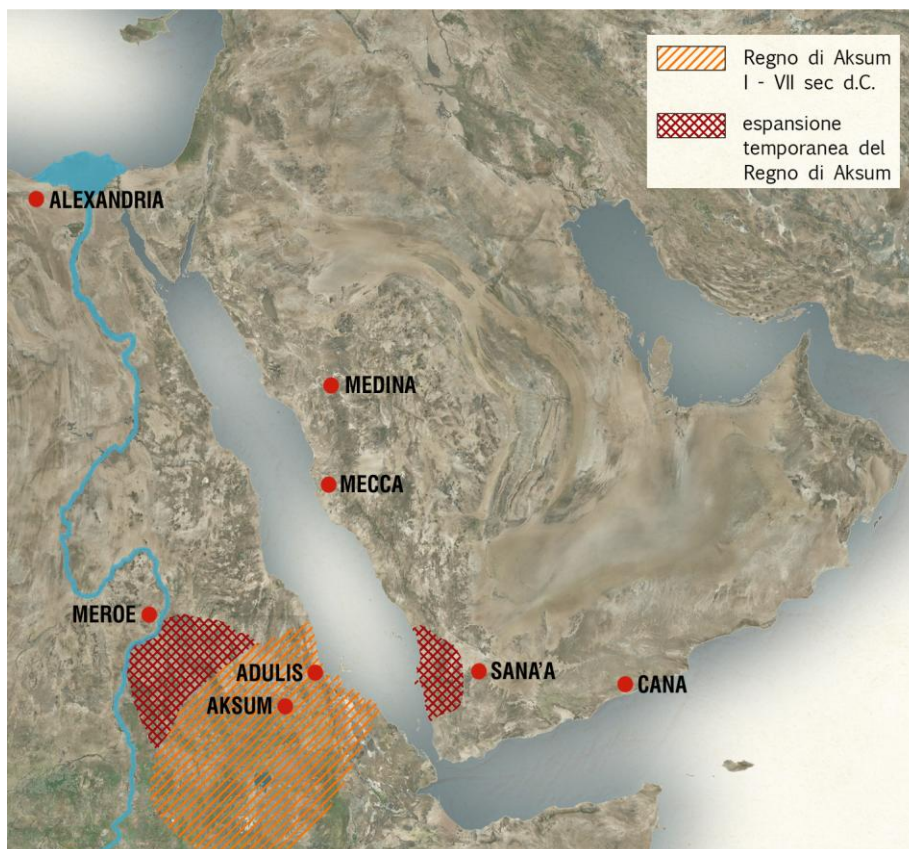 Regno di Aksum
I - VII sec d.C.
espansione
temporanea del
Regno di Aksum
ALEXANDRIA
MEDINA
MECCA
MEROE
ADULIS
SANA'A
CANA
AKSUM